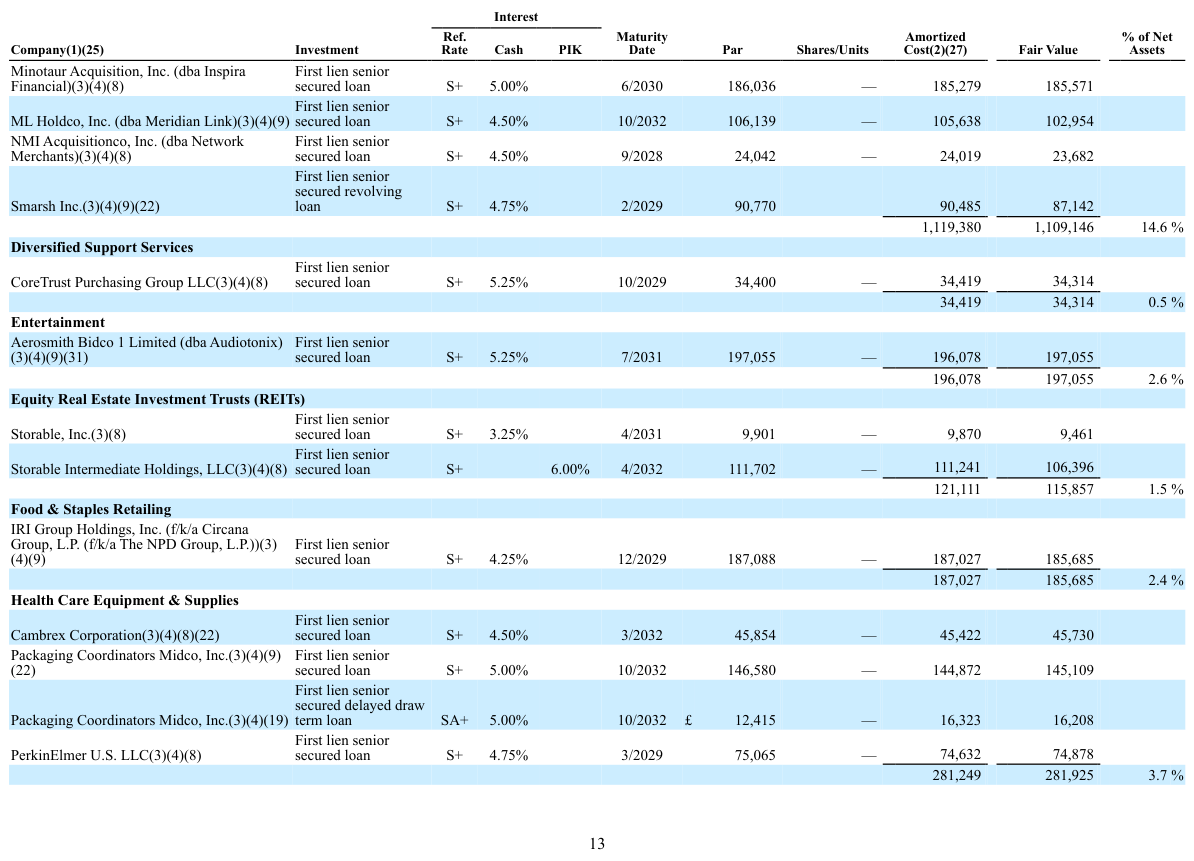 Interest
Company(1)(25) Investment Ref. Rate Cash PIK Maturity Date Par Shares/Units Amortized Cost(2)(27) Fair Value % of Net Assets
Minotaur Acquisition, Inc. (dba Inspira First lien senior
Financial)(3)(4)(8) secured loan S+ 5.00% 6/2030 186,036 — 185,279 185,571
First lien senior
ML Holdco, Inc. (dba Meridian Link)(3)(4)(9) secured loan S+ 4.50% 10/2032 106,139 — 105,638 102,954
NMI Acquisitionco, Inc. (dba Network First lien senior
Merchants)(3)(4)(8) secured loan S+ 4.50% 9/2028 24,042 — 24,019 23,682
First lien senior
secured revolving
Smarsh Inc.(3)(4)(9)(22) loan S+ 4.75% 2/2029 90,770 — 90,485 87,142
1,119,380 1,109,146 14.6 %
Diversified Support Services
First lien senior
CoreTrust Purchasing Group LLC(3)(4)(8) secured loan S+ 5.25% 10/2029 34,400 — 34,419 34,314
34,419 34,314 0.5 %
Entertainment
Aerosmith Bidco 1 Limited (dba Audiotonix) First lien senior
(3)(4)(9)(31) secured loan S+ 5.25% 7/2031 197,055 — 196,078 197,055
196,078 197,055 2.6 %
Equity Real Estate Investment Trusts (REITs)
First lien senior
Storable, Inc.(3)(8) secured loan S+ 3.25% 4/2031 9,901 — 9,870 9,461
First lien senior
Storable Intermediate Holdings, LLC(3)(4)(8) secured loan S+ 6.00% 4/2032 111,702 — 111,241 106,396
121,111 115,857 1.5 %
Food & Staples Retailing
IRI Group Holdings, Inc. (f/k/a Circana
Group, L.P. (f/k/a The NPD Group, L.P.))(3) First lien senior
(4)(9) secured loan S+ 4.25% 12/2029 187,088 — 187,027 185,685
187,027 185,685 2.4 %
Health Care Equipment & Supplies
First lien senior
Cambrex Corporation(3)(4)(8)(22) secured loan S+ 4.50% 3/2032 45,854 — 45,422 45,730
Packaging Coordinators Midco, Inc.(3)(4)(9) First lien senior
(22) secured loan S+ 5.00% 10/2032 146,580 — 144,872 145,109
First lien senior
secured delayed draw
Packaging Coordinators Midco, Inc.(3)(4)(19) term loan SA+ 5.00% 10/2032 £ 12,415 — 16,323 16,208
First lien senior
PerkinElmer U.S. LLC(3)(4)(8) secured loan S+ 4.75% 3/2029 75,065 — 74,632 74,878
281,249 281,925 3.7 %
13